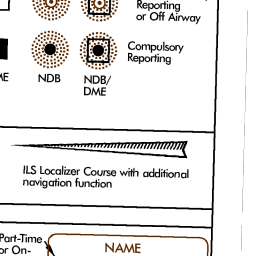 Reporting
or Off Airway
Compulsory
Reporting
ME
NDB
NDB/
DME
ILS Localizer Course with additional
navigation function
Part-Time
or On-
NAME